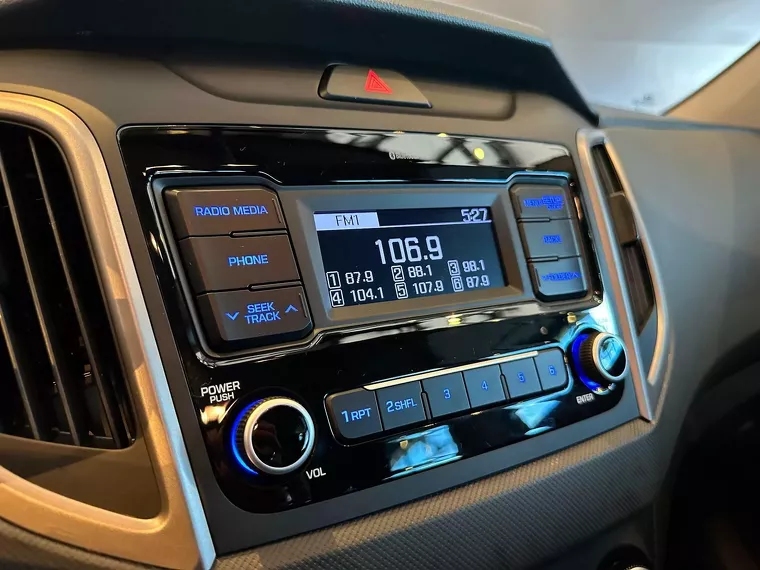 FM1 5:27
106.9
1 87.9 2 88.1 3 98.1
4 104.1 5 107.9 6 87.9
RADIO MEDIA
PHONE
SEEK
TRACK
POWER
PUSH
VOL
1 RPT 2 SHFL 3 4 5 6
ENTER